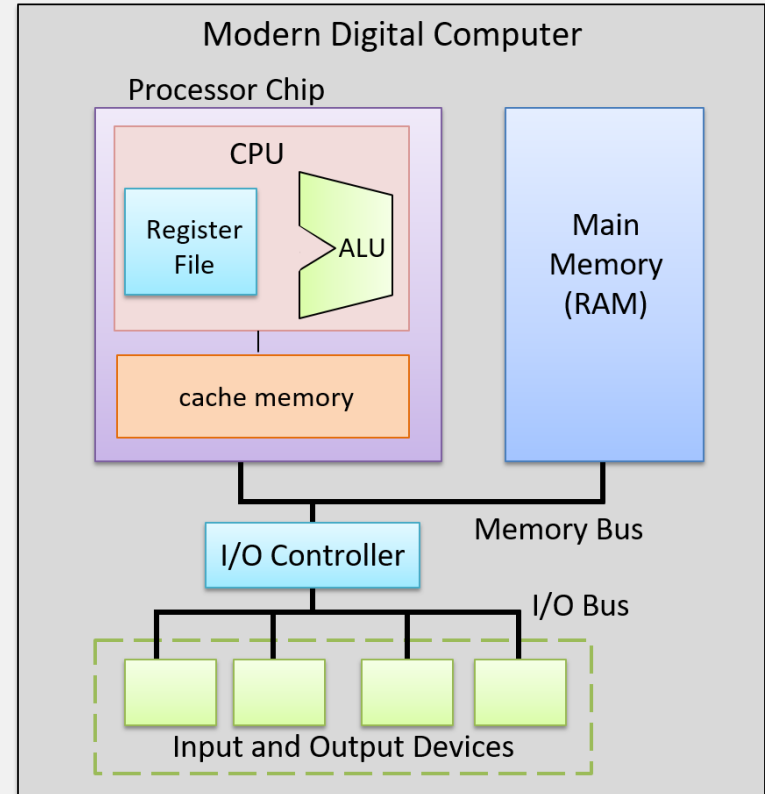 Modern Digital Computer
Processor Chip
CPU
Register
File
ALU
cache memory
Main
Memory
(RAM)
Memory Bus
I/O Controller
I/O Bus
Input and Output Devices